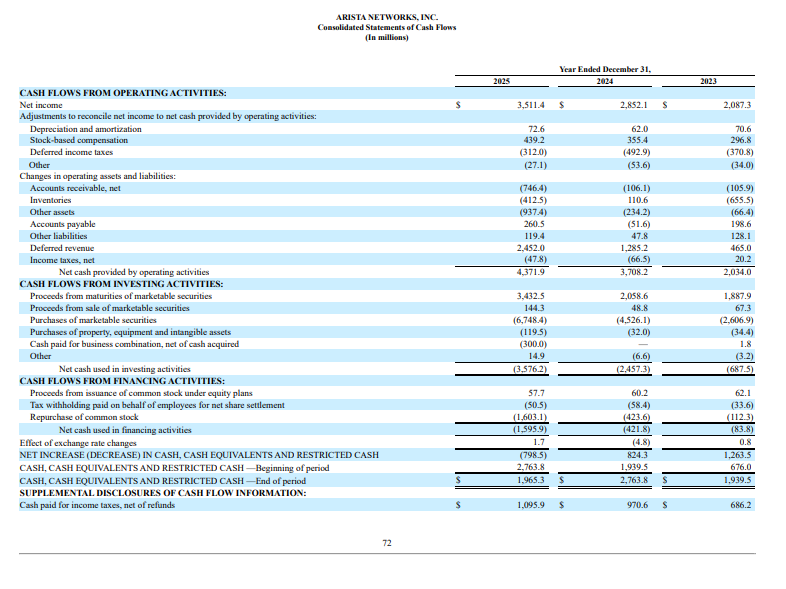 ARISTA NETWORKS, INC.
Consolidated Statements of Cash Flows
(In millions)
Year Ended December 31,
2025 2024 2023
CASH FLOWS FROM OPERATING ACTIVITIES:
Net income $ 3,511.4 $ 2,852.1 $ 2,087.3
Adjustments to reconcile net income to net cash provided by operating activities:
Depreciation and amortization 72.6 62.0 70.6
Stock-based compensation 439.2 355.4 296.8
Deferred income taxes (312.0) (492.9) (370.8)
Other (27.1) (53.6) (34.0)
Changes in operating assets and liabilities:
Accounts receivable, net (746.4) (106.1) (105.9)
Inventories (412.5) 110.6 (655.5)
Other assets (937.4) (234.2) (66.4)
Accounts payable 260.5 (51.6) 198.6
Other liabilities 119.4 47.8 128.1
Deferred revenue 2,452.0 1,285.2 465.0
Income taxes, net (47.8) (66.5) 20.2
Net cash provided by operating activities 4,371.9 3,708.2 2,034.0
CASH FLOWS FROM INVESTING ACTIVITIES:
Proceeds from maturities of marketable securities 3,432.5 2,058.6 1,887.9
Proceeds from sale of marketable securities 144.3 48.8 67.3
Purchases of marketable securities (6,748.4) (4,526.1) (2,606.9)
Purchases of property, equipment and intangible assets (119.5) (32.0) (34.4)
Cash paid for business combination, net of cash acquired (300.0) — 1.8
Other 14.9 (6.6) (3.2)
Net cash used in investing activities (3,576.2) (2,457.3) (687.5)
CASH FLOWS FROM FINANCING ACTIVITIES:
Proceeds from issuance of common stock under equity plans 57.7 60.2 62.1
Tax withholding paid on behalf of employees for net share settlement (50.5) (58.4) (33.6)
Repurchase of common stock (1,603.1) (423.6) (112.3)
Net cash used in financing activities (1,595.9) (421.8) (83.8)
Effect of exchange rate changes 1.7 (4.8) 0.8
NET INCREASE (DECREASE) IN CASH, CASH EQUIVALENTS AND RESTRICTED CASH (798.5) 824.3 1,263.5
CASH, CASH EQUIVALENTS AND RESTRICTED CASH —Beginning of period 2,763.8 1,939.5 676.0
CASH, CASH EQUIVALENTS AND RESTRICTED CASH —End of period $ 1,965.3 $ 2,763.8 $ 1,939.5
SUPPLEMENTAL DISCLOSURES OF CASH FLOW INFORMATION:
Cash paid for income taxes, net of refunds $ 1,095.9 $ 970.6 $ 686.2
72